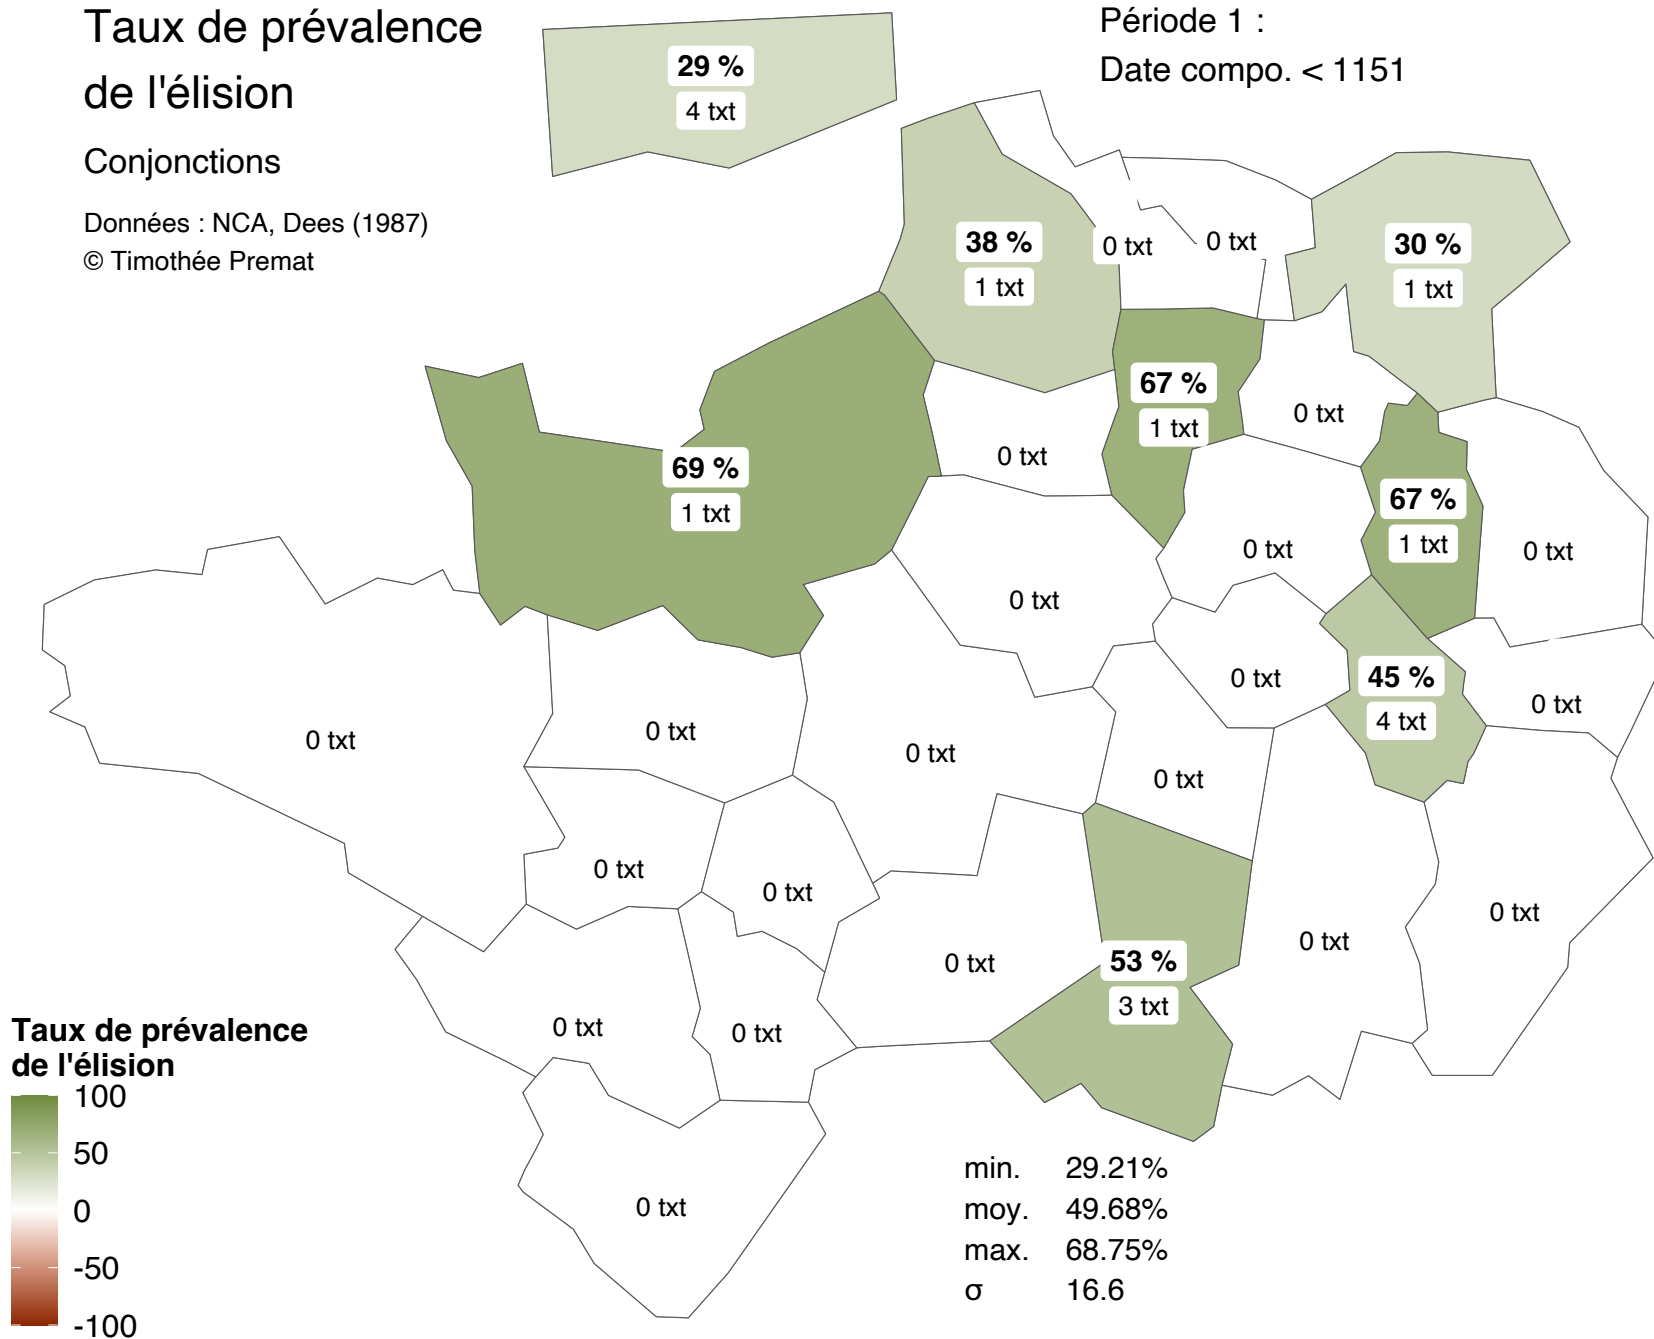 Taux de prévalence
de l'élision
Conjonctions
Données : NCA, Dees (1987)
© Timothée Premat
Période 1 :
Date compo. < 1151
29 %
4 txt
38 %
1 txt
0 txt
0 txt
30 %
1 txt
67 %
1 txt
0 txt
0 txt
69 %
1 txt
67 %
1 txt
0 txt
0 txt
0 txt
0 txt
45 %
4 txt
0 txt
0 txt
0 txt
0 txt
0 txt
0 txt
0 txt
0 txt
0 txt
53 %
3 txt
0 txt
0 txt
0 txt
0 txt
0 txt
Taux de prévalence
de l'élision
100
50
0
-50
-100
min. 29.21%
moy. 49.68%
max. 68.75%
σ 16.6